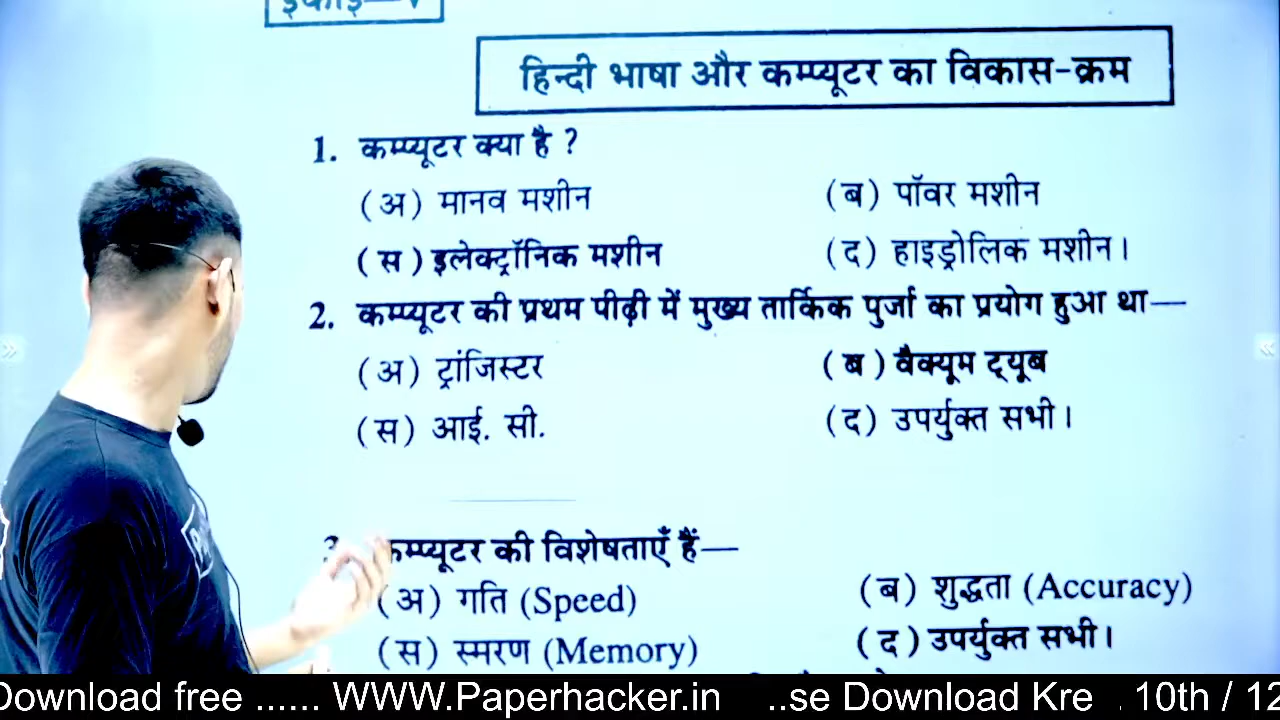 इकाई—V
हिन्दी भाषा और कम्प्यूटर का विकास-क्रम
1. कम्प्यूटर क्या है ?
(अ) मानव मशीन (ब) पॉवर मशीन
(स) इलेक्ट्रॉनिक मशीन (द) हाइड्रोलिक मशीन।
2. कम्प्यूटर की प्रथम पीढ़ी में मुख्य तार्किक पुर्जा का प्रयोग हुआ था—
(अ) ट्रांजिस्टर (ब) वैक्यूम ट्यूब
(स) आई. सी. (द) उपर्युक्त सभी।
3. कम्प्यूटर की विशेषताएँ हैं—
(अ) गति (Speed) (ब) शुद्धता (Accuracy)
(स) स्मरण (Memory) (द) उपर्युक्त सभी।
Download free ...... WWW.Paperhacker.in ..se Download Kre . 10th / 12